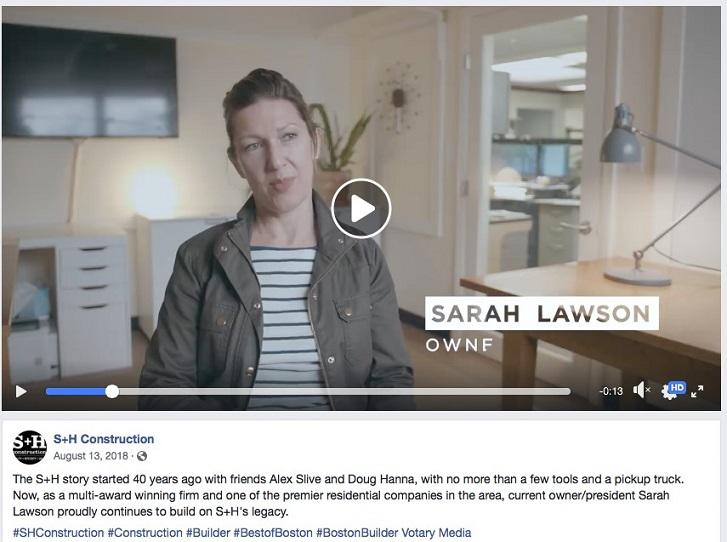 SARAH LAWSON
OWNF
-0:13
HD
S+H
construction
S+H Construction
August 13, 2018 ·
The S+H story started 40 years ago with friends Alex Slive and Doug Hanna, with no more than a few tools and a pickup truck.
Now, as a multi-award winning firm and one of the premier residential companies in the area, current owner/president Sarah
Lawson proudly continues to build on S+H's legacy.
#SHConstruction #Construction #Builder #BestofBoston #BostonBuilder Votary Media